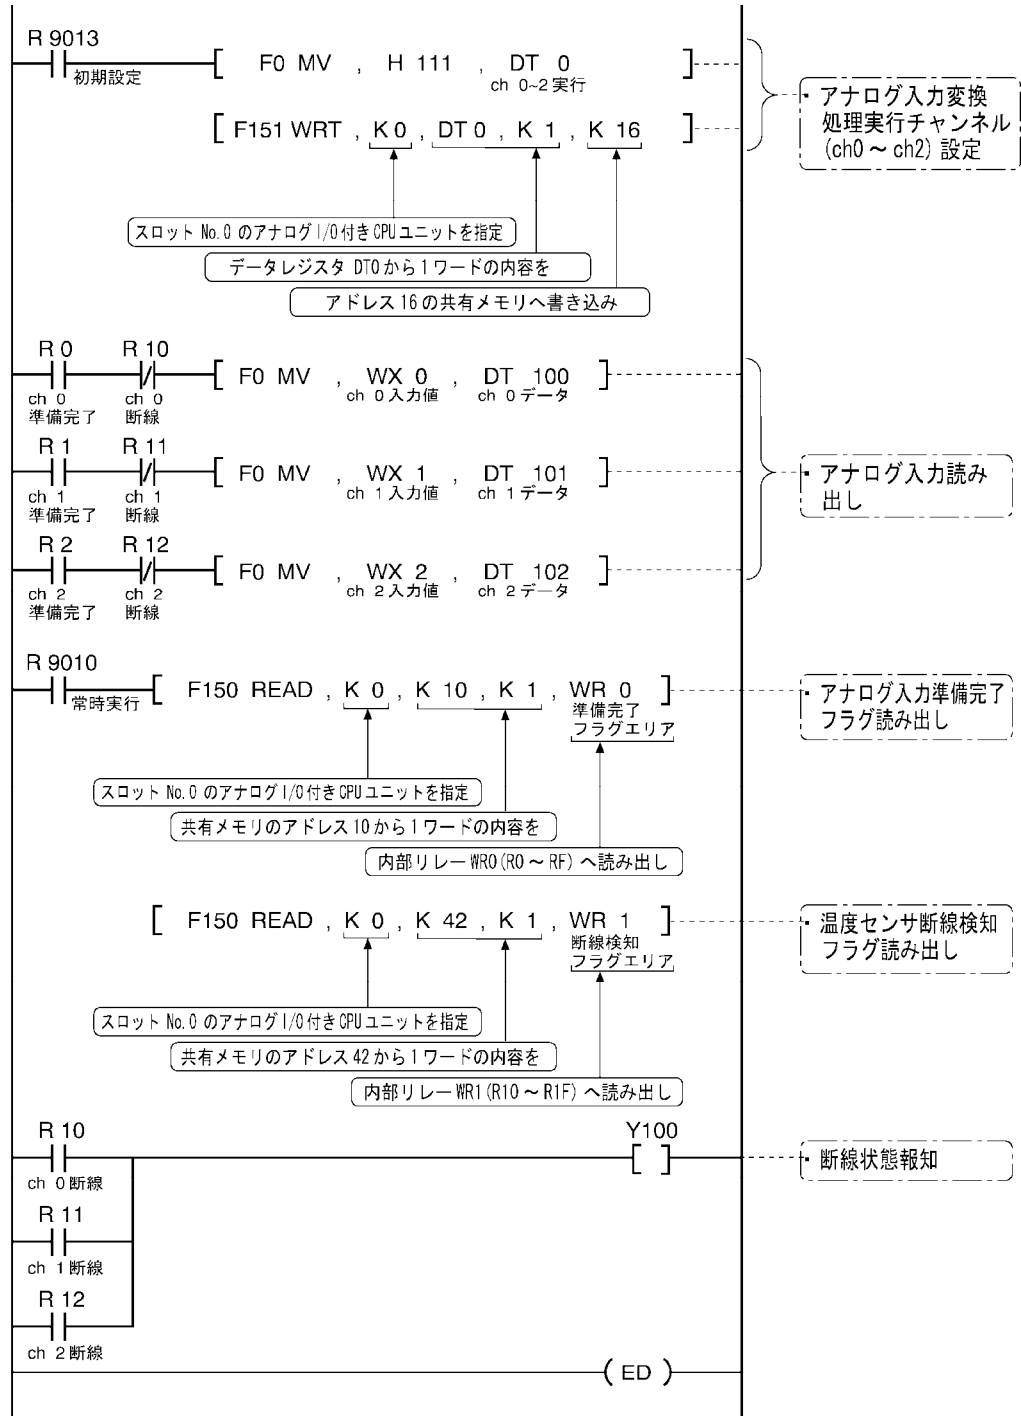 R 9013
初期設定
[ F0 MV , H 111 , DT 0 ]
ch 0~2 実行
[ F151 WRT , K 0 , DT 0 , K 1 , K 16 ]
・アナログ入力変換
処理実行チャンネル
(ch0 ~ ch2) 設定
スロット No.0 のアナログ I/O 付き CPU ユニットを指定
データレジスタ DT0 から 1 ワードの内容を
アドレス 16 の共有メモリへ書き込み
R 0 R 10
[ F0 MV , WX 0 , DT 100 ]
ch 0 準備完了
ch 0 断線
ch 0 入力値 ch 0 データ
R 1 R 11
[ F0 MV , WX 1 , DT 101 ]
ch 1 準備完了
ch 1 断線
ch 1 入力値 ch 1 データ
・アナログ入力読み
出し
R 2 R 12
[ F0 MV , WX 2 , DT 102 ]
ch 2 準備完了
ch 2 断線
ch 2 入力値 ch 2 データ
R 9010
常時実行
[ F150 READ , K 0 , K 10 , K 1 , WR 0 ]
準備完了
フラグエリア
・アナログ入力準備完了
フラグ読み出し
スロット No.0 のアナログ I/O 付き CPU ユニットを指定
共有メモリのアドレス 10 から 1 ワードの内容を
内部リレー WR0 (R0 ~ RF) へ読み出し
[ F150 READ , K 0 , K 42 , K 1 , WR 1 ]
断線検知
フラグエリア
・温度センサ断線検知
フラグ読み出し
スロット No.0 のアナログ I/O 付き CPU ユニットを指定
共有メモリのアドレス 42 から 1 ワードの内容を
内部リレー WR1 (R10 ~ R1F) へ読み出し
R 10
ch 0 断線
Y100
[ ]
・断線状態報知
R 11
ch 1 断線
R 12
ch 2 断線
( ED )